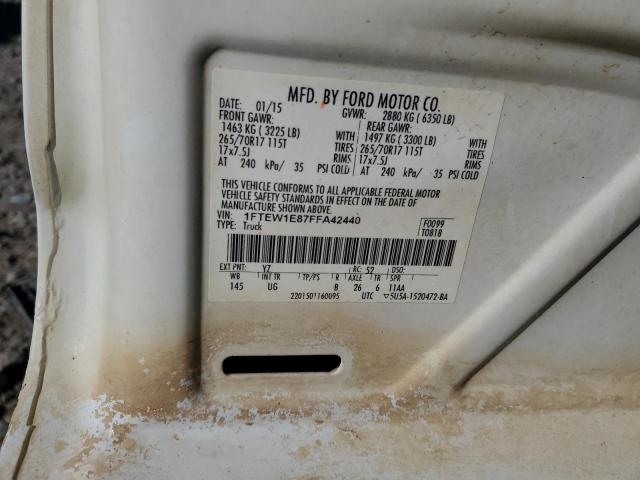 MFD. BY FORD MOTOR CO.
DATE: 01/15 GVWR: 2880 KG ( 6350 LB)
FRONT GAWR: REAR GAWR:
1463 KG ( 3225 LB) WITH 1497 KG ( 3300 LB) WITH
265/70R17 115T TIRES 265/70R17 115T TIRES
17x7.5J RIMS 17x7.5J RIMS
AT 240 kPa/ 35 PSI COLD AT 240 kPa/ 35 PSI COLD
THIS VEHICLE CONFORMS TO ALL APPLICABLE FEDERAL MOTOR
VEHICLE SAFETY STANDARDS IN EFFECT ON THE DATE OF
MANUFACTURE SHOWN ABOVE.
VIN: 1FTEW1E87FFA42440 F0099
TYPE: Truck T0818
EXT PNT: YZ RC: 52 DSO:
WB INT TR TP/PS R AXLE TR SPR
145 UG B 26 6 11AA
2201501160095 UTC ▽5U5A-1520472-BA